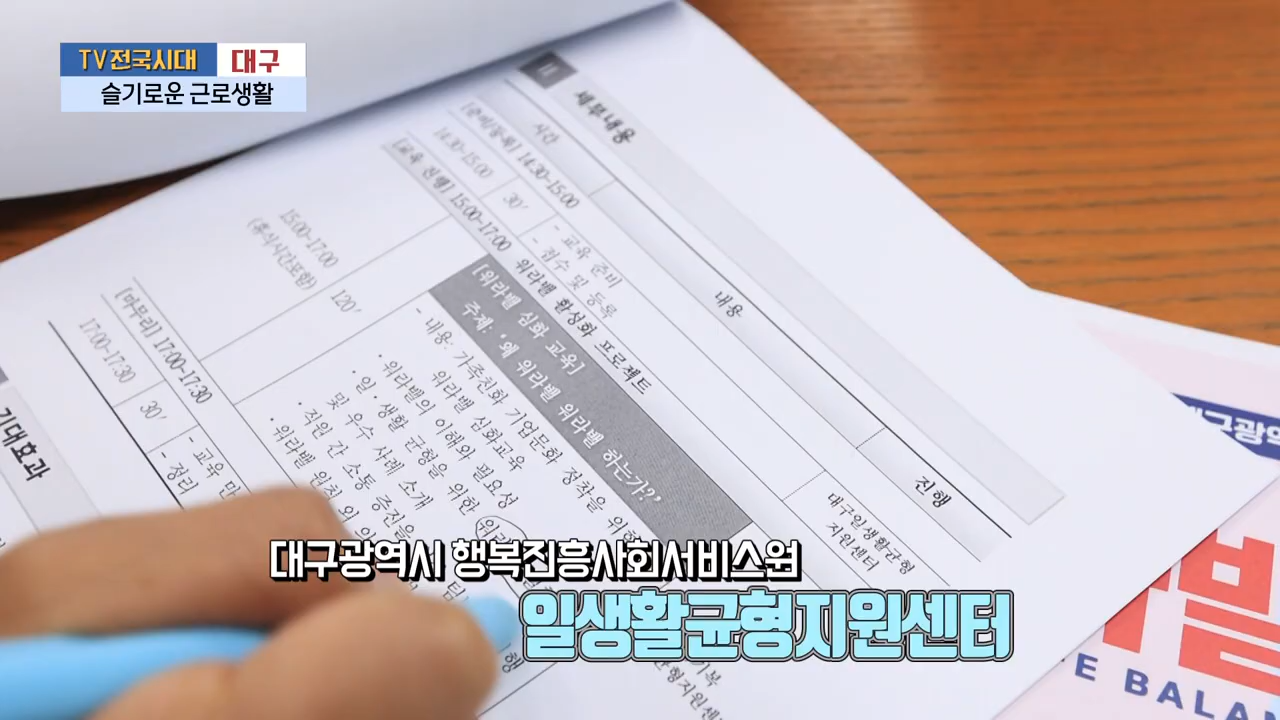 TV전국시대 대구
슬기로운 근로생활
II 세부내용
시간 내용 진행
[준비/등록] 14:30~15:00
14:30~15:00 30′ - 교육 준비
- 접수 및 등록
[교육 진행] 15:00~17:00 워라밸 활성화 프로젝트
15:00~17:00
(휴식시간포함)
120′
[워라밸 심화 교육]
주제: ‘왜 워라밸 워라밸 하는가?’
- 내용: 가족친화 기업문화 정착을 위한
워라밸 심화교육
· 워라밸의 이해와 필요성
및 우수 사례 소개
· 일·생활 균형을 위한
· 직원 간 소통 증진을
· 워라밸 원칙 외
대구일생활균형
지원센터
[마무리] 17:00~17:30
17:00~17:30 30′ - 교육
- 정리
기대효과
대구광역시 행복진흥사회서비스원
일생활균형지원센터
대구광역
밸
E BALAN